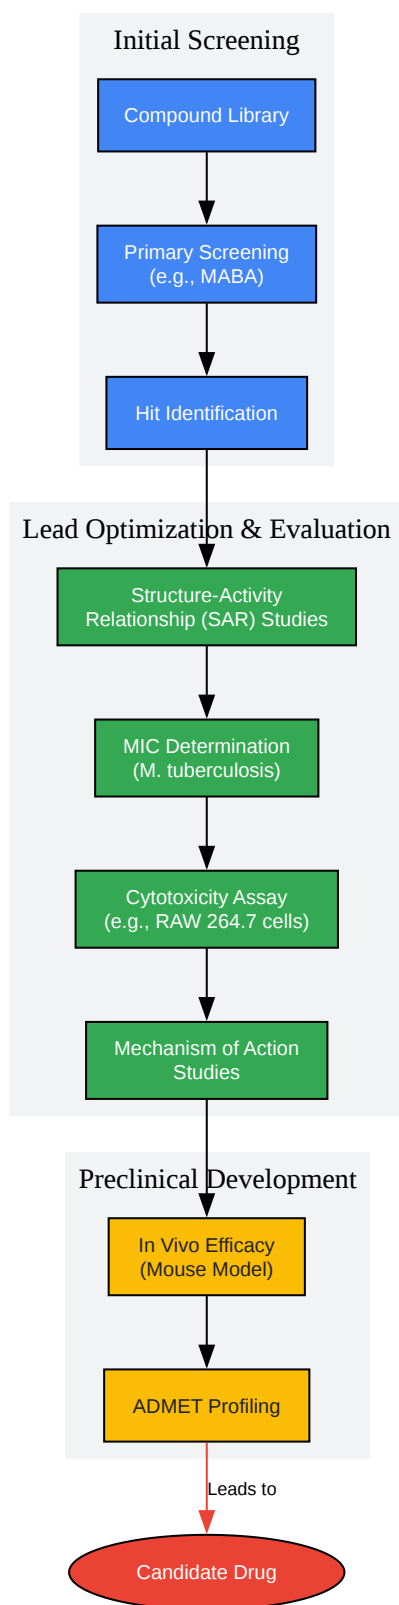 Initial Screening
Compound Library
Primary Screening
(e.g., MABA)
Hit Identification
Lead Optimization & Evaluation
Structure-Activity
Relationship (SAR) Studies
MIC Determination
(M. tuberculosis)
Cytotoxicity Assay
(e.g., RAW 264.7 cells)
Mechanism of Action
Studies
Preclinical Development
In Vivo Efficacy
(Mouse Model)
ADMET Profiling
Leads to
Candidate Drug